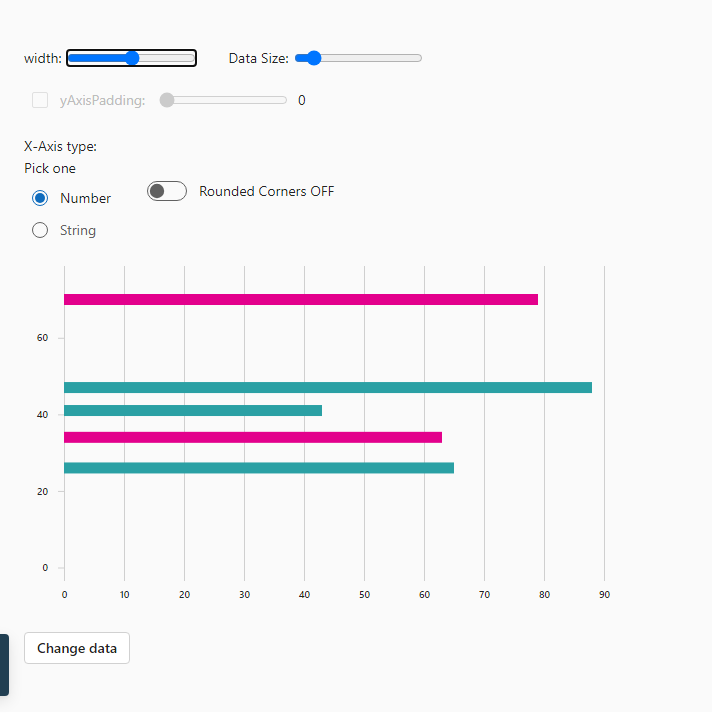 width: Data Size:
yAxisPadding: 0
X-Axis type:
Pick one
Number Rounded Corners OFF
String
60
40
20
0
0 10 20 30 40 50 60 70 80 90
Change data